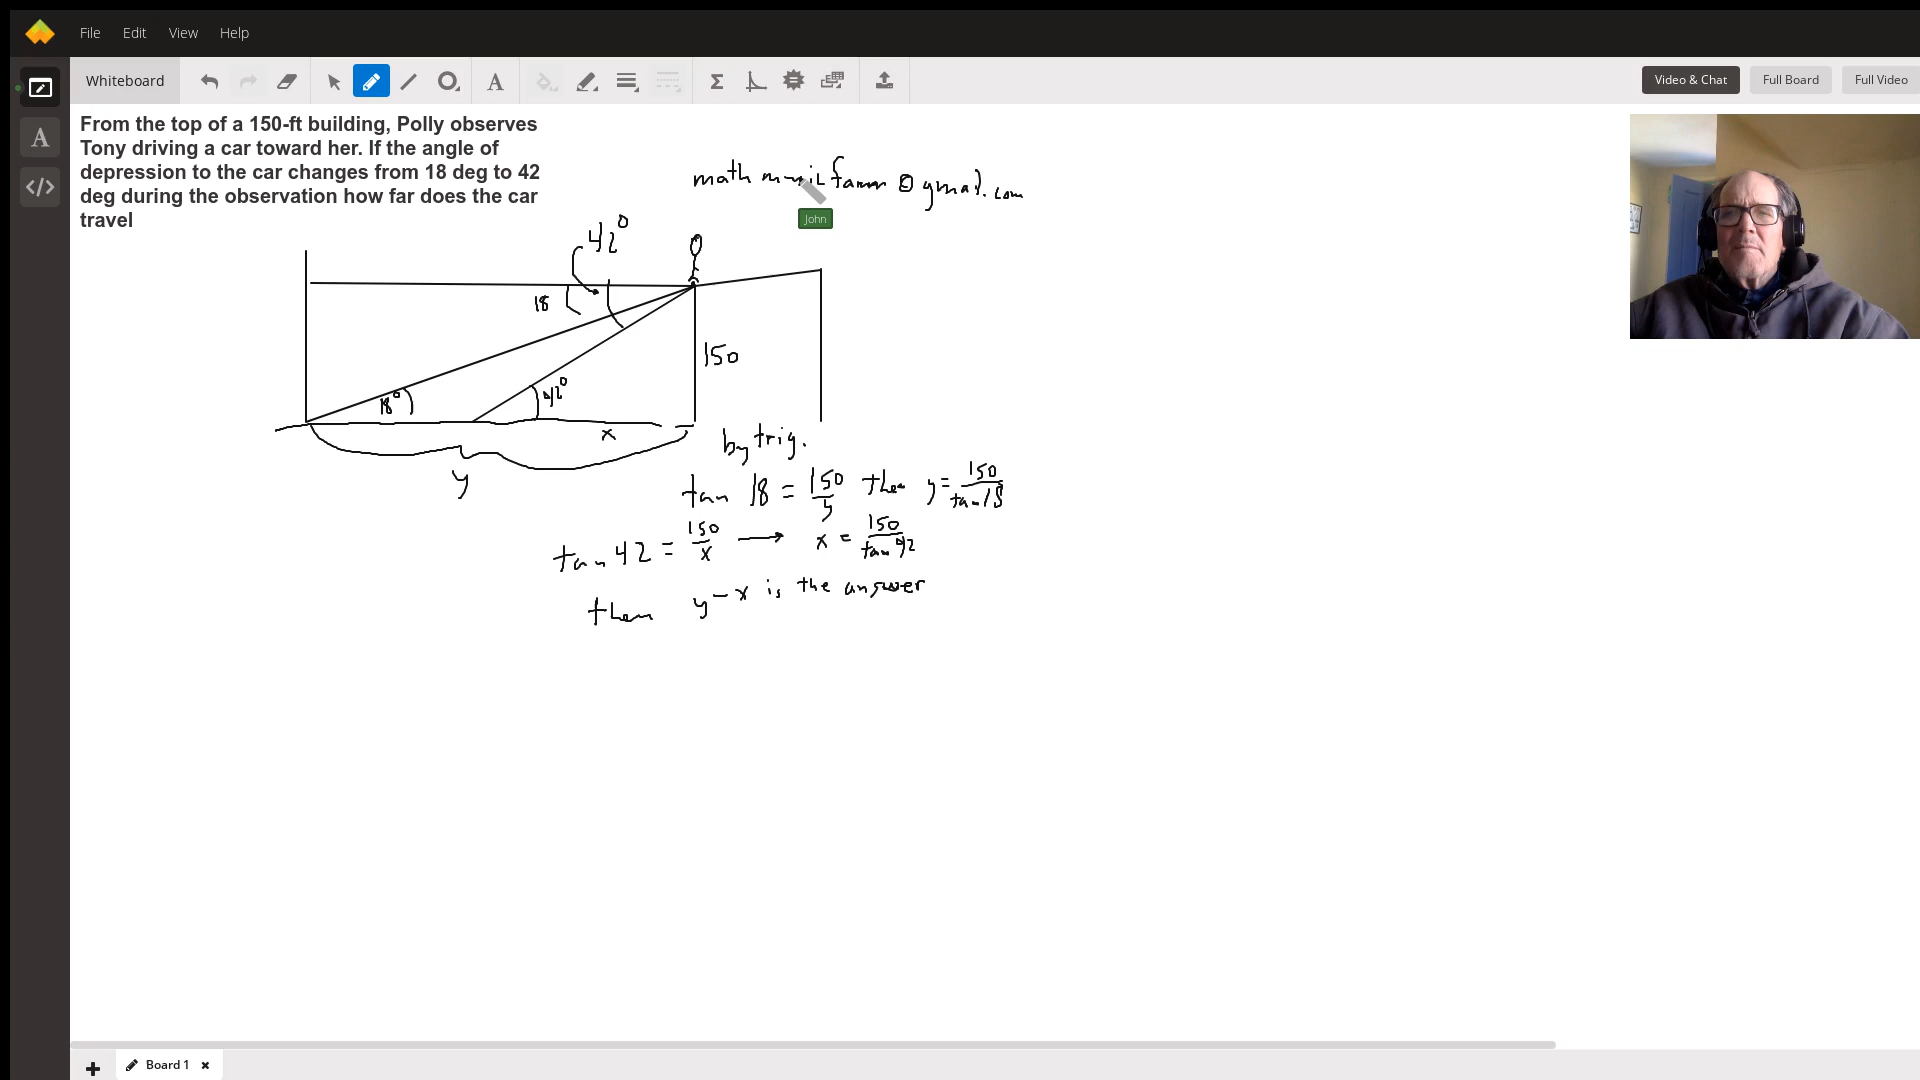 File Edit View Help
Whiteboard
Video & Chat Full Board Full Video
From the top of a 150-ft building, Polly observes
Tony driving a car toward her. If the angle of
depression to the car changes from 18 deg to 42
deg during the observation how far does the car
travel
math @ gmail.com
John
42°
18
150
18° 42°
x
y
by trig.
tan 18 = 150/y then y = 150/tan 18
tan 42 = 150/x → x = 150/tan 42
then y - x is the answer
Board 1